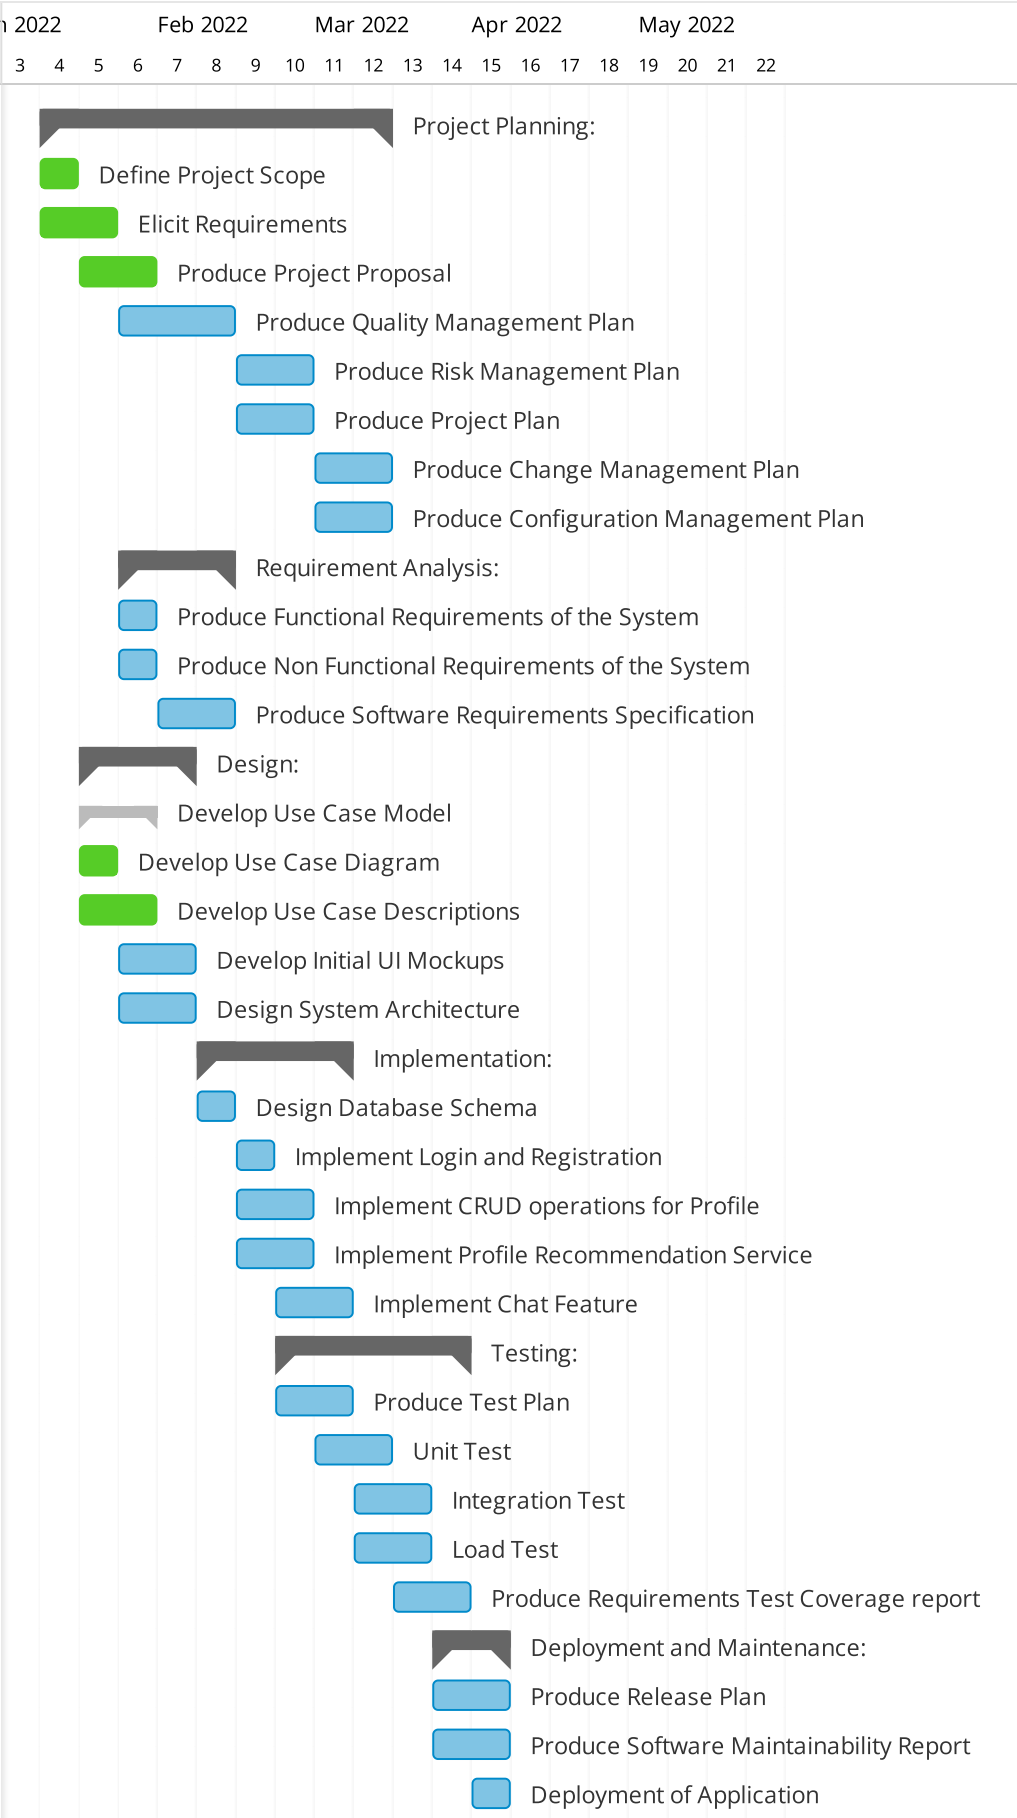 n 2022 Feb 2022 Mar 2022 Apr 2022 May 2022
3 4 5 6 7 8 9 10 11 12 13 14 15 16 17 18 19 20 21 22
Project Planning:
Define Project Scope
Elicit Requirements
Produce Project Proposal
Produce Quality Management Plan
Produce Risk Management Plan
Produce Project Plan
Produce Change Management Plan
Produce Configuration Management Plan
Requirement Analysis:
Produce Functional Requirements of the System
Produce Non Functional Requirements of the System
Produce Software Requirements Specification
Design:
Develop Use Case Model
Develop Use Case Diagram
Develop Use Case Descriptions
Develop Initial UI Mockups
Design System Architecture
Implementation:
Design Database Schema
Implement Login and Registration
Implement CRUD operations for Profile
Implement Profile Recommendation Service
Implement Chat Feature
Testing:
Produce Test Plan
Unit Test
Integration Test
Load Test
Produce Requirements Test Coverage report
Deployment and Maintenance:
Produce Release Plan
Produce Software Maintainability Report
Deployment of Application